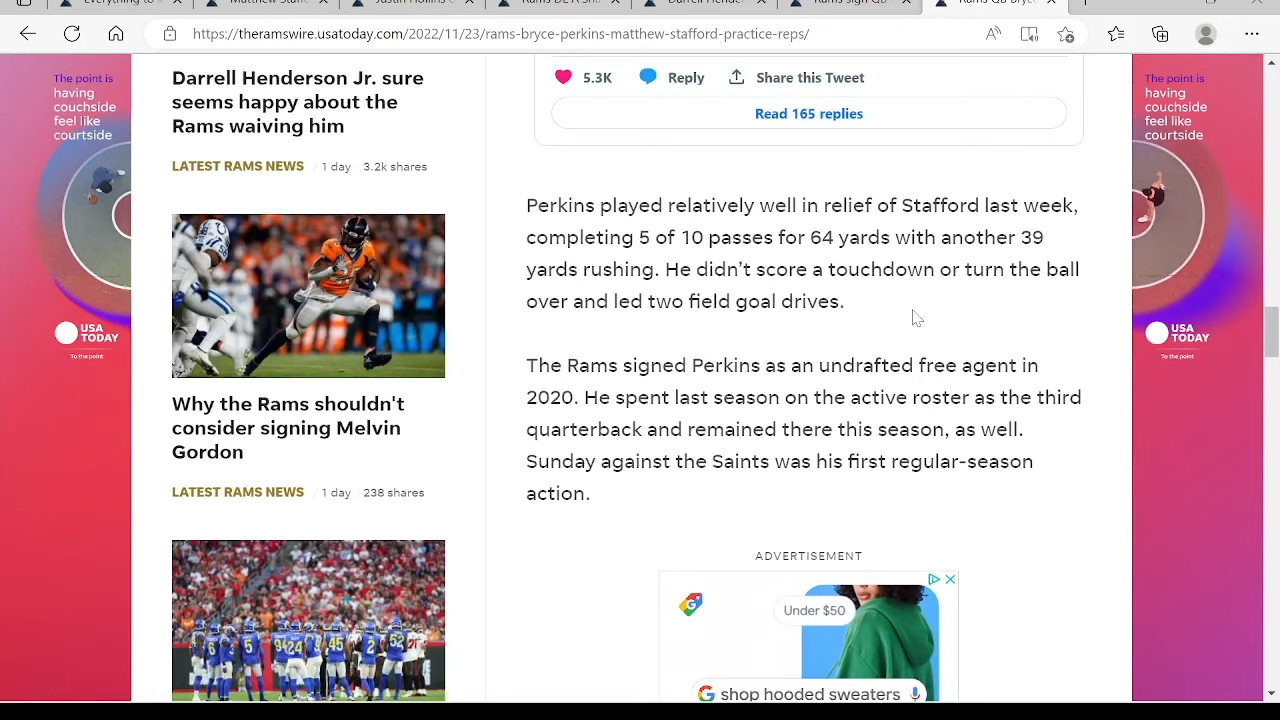 https://theramswire.usatoday.com/2022/11/23/rams-bryce-perkins-matthew-stafford-practice-reps/
The point is
having
couchside
feel like
courtside
USA
TODAY
To the point
Darrell Henderson Jr. sure
seems happy about the
Rams waiving him
LATEST RAMS NEWS / 1 day 3.2k shares
Why the Rams shouldn't
consider signing Melvin
Gordon
LATEST RAMS NEWS / 1 day / 238 shares
5.3K Reply Share this Tweet
Read 165 replies
Perkins played relatively well in relief of Stafford last week,
completing 5 of 10 passes for 64 yards with another 39
yards rushing. He didn’t score a touchdown or turn the ball
over and led two field goal drives.
The Rams signed Perkins as an undrafted free agent in
2020. He spent last season on the active roster as the third
quarterback and remained there this season, as well.
Sunday against the Saints was his first regular-season
action.
ADVERTISEMENT
Under $50
shop hooded sweaters
The point is
having
couchside
feel like
courtside
USA
TODAY
To the point